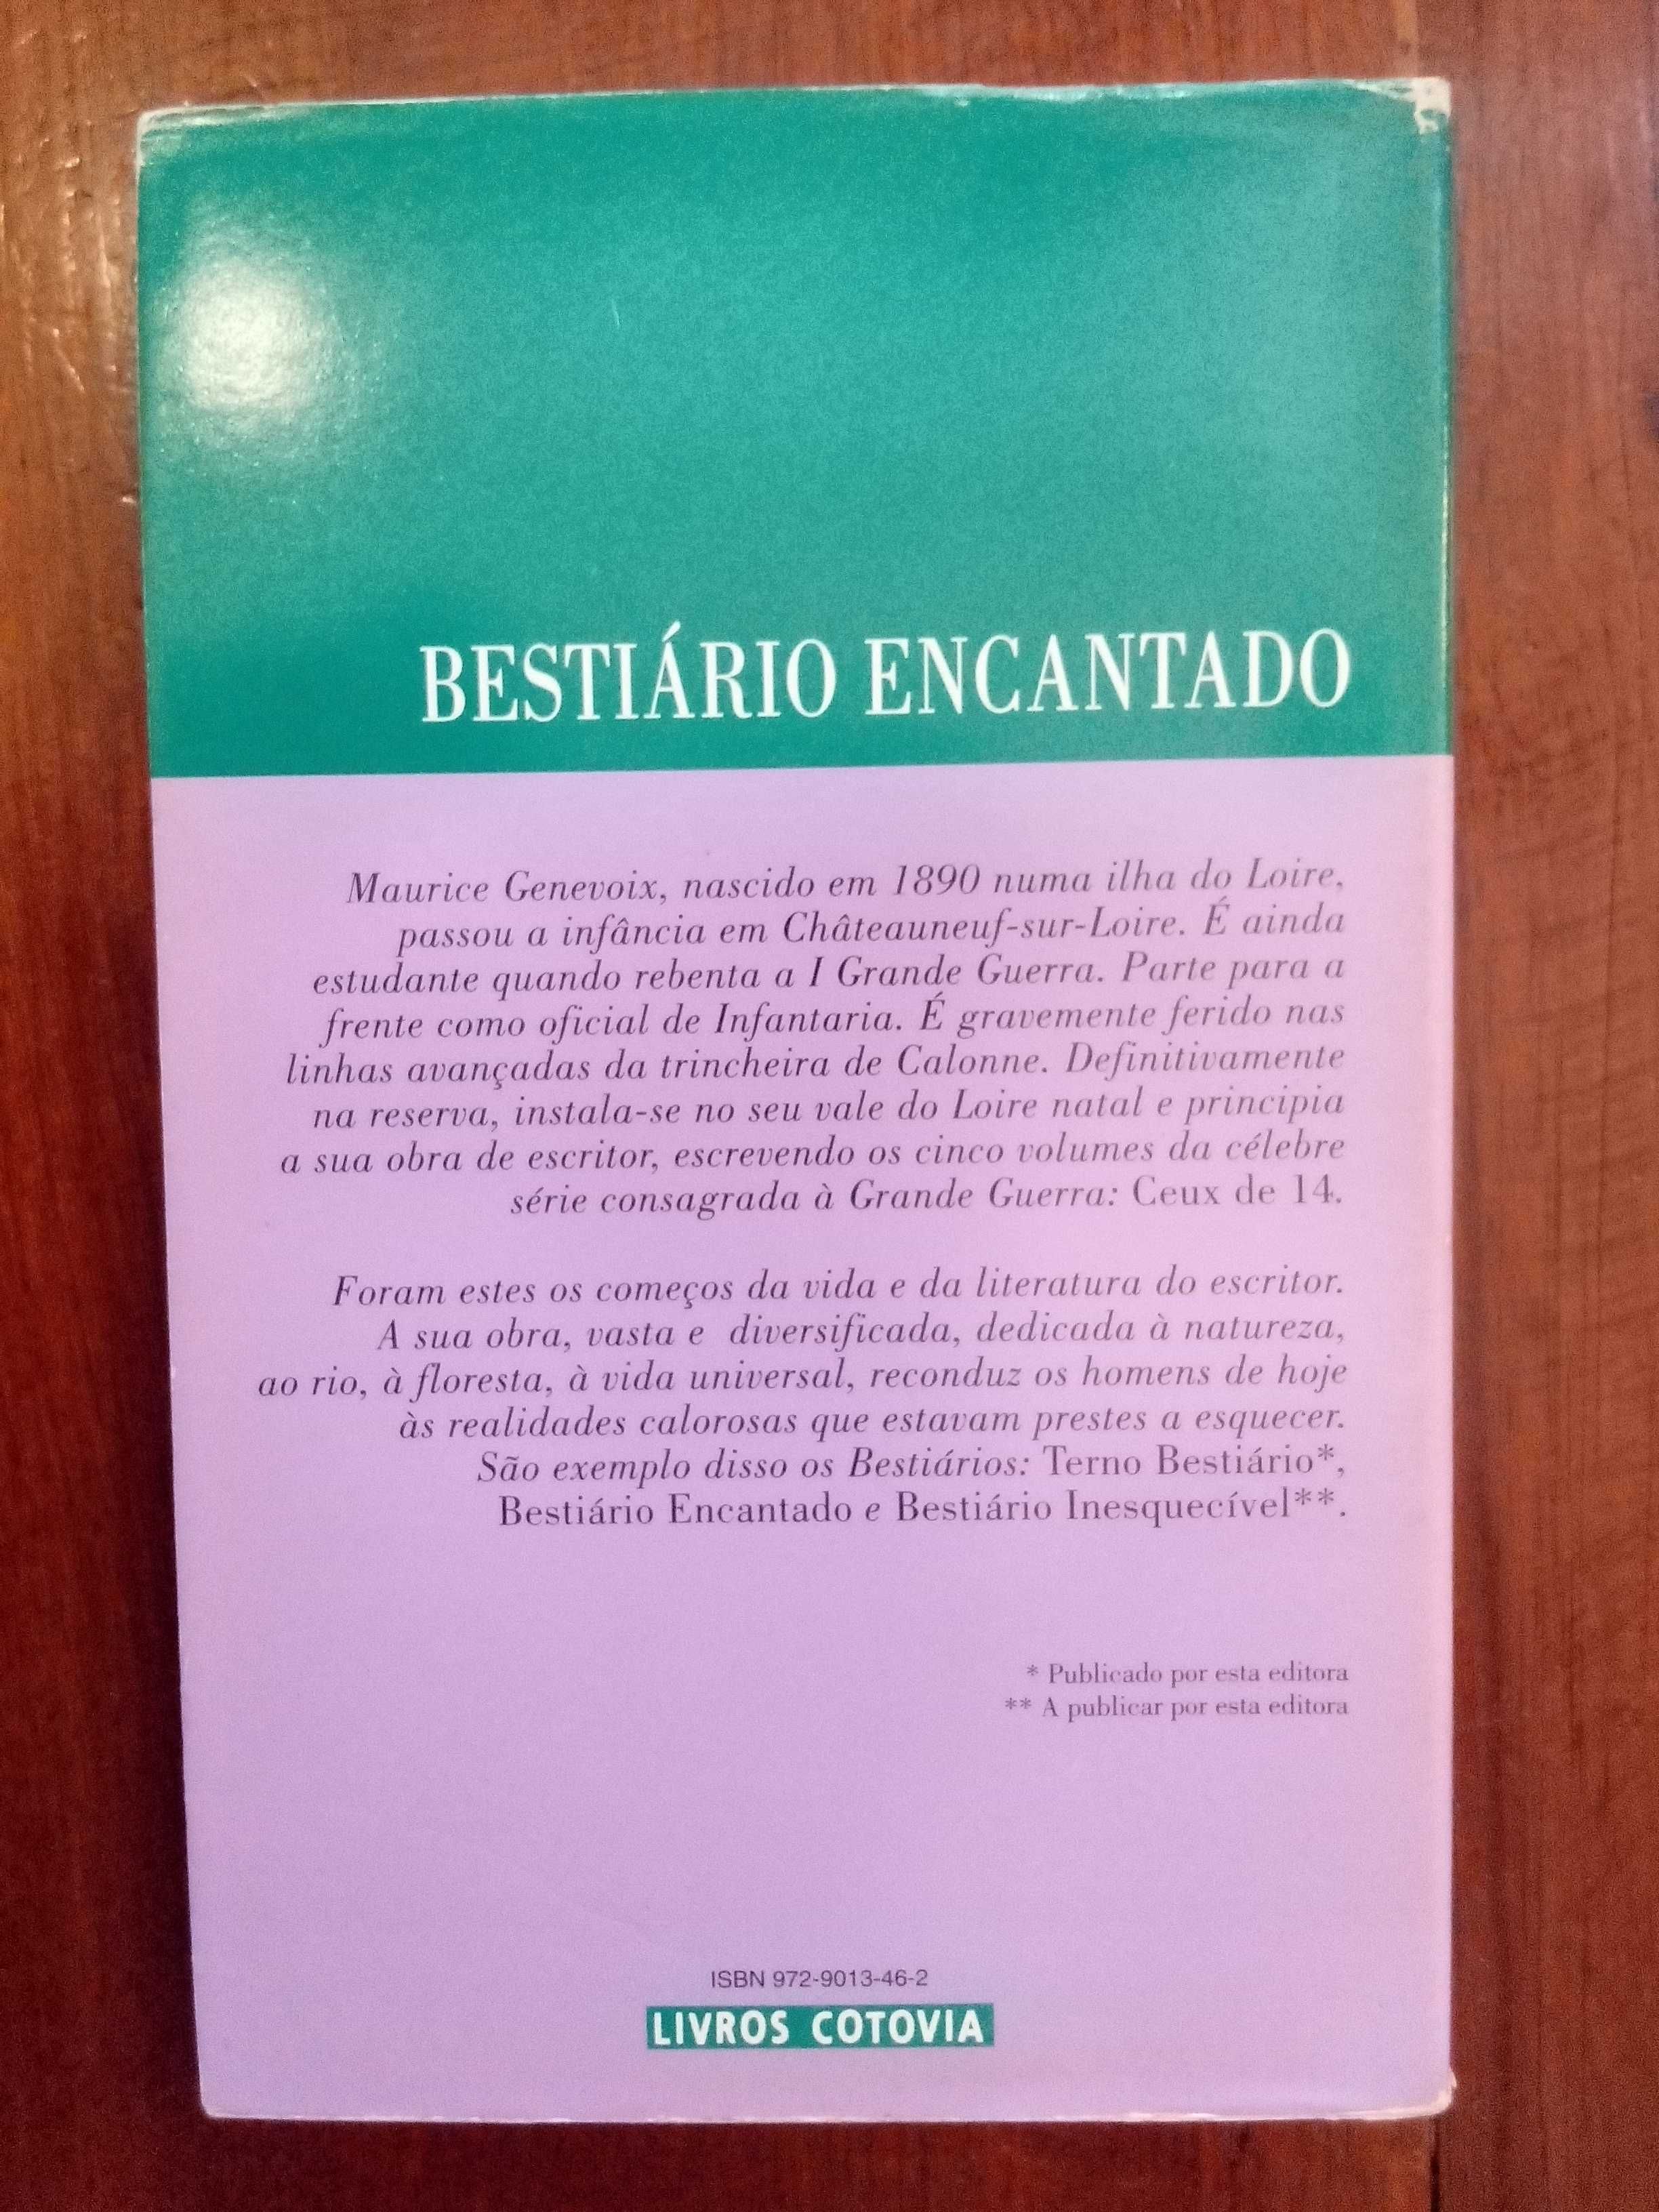 BESTIÁRIO ENCANTADO
Maurice Genevoix, nascido em 1890 numa ilha do Loire,
passou a infância em Châteauneuf-sur-Loire. É ainda
estudante quando rebenta a I Grande Guerra. Parte para a
frente como oficial de Infantaria. É gravemente ferido nas
linhas avançadas da trincheira de Calonne. Definitivamente
na reserva, instala-se no seu vale do Loire natal e principia
a sua obra de escritor, escrevendo os cinco volumes da célebre
série consagrada à Grande Guerra: Ceux de 14.
Foram estes os começos da vida e da literatura do escritor.
A sua obra, vasta e diversificada, dedicada à natureza,
ao rio, à floresta, à vida universal, reconduz os homens de hoje
às realidades calorosas que estavam prestes a esquecer.
São exemplo disso os Bestiários: Terno Bestiário*,
Bestiário Encantado e Bestiário Inesquecível**.
* Publicado por esta editora
** A publicar por esta editora
ISBN 972-9013-46-2
LIVROS COTOVIA